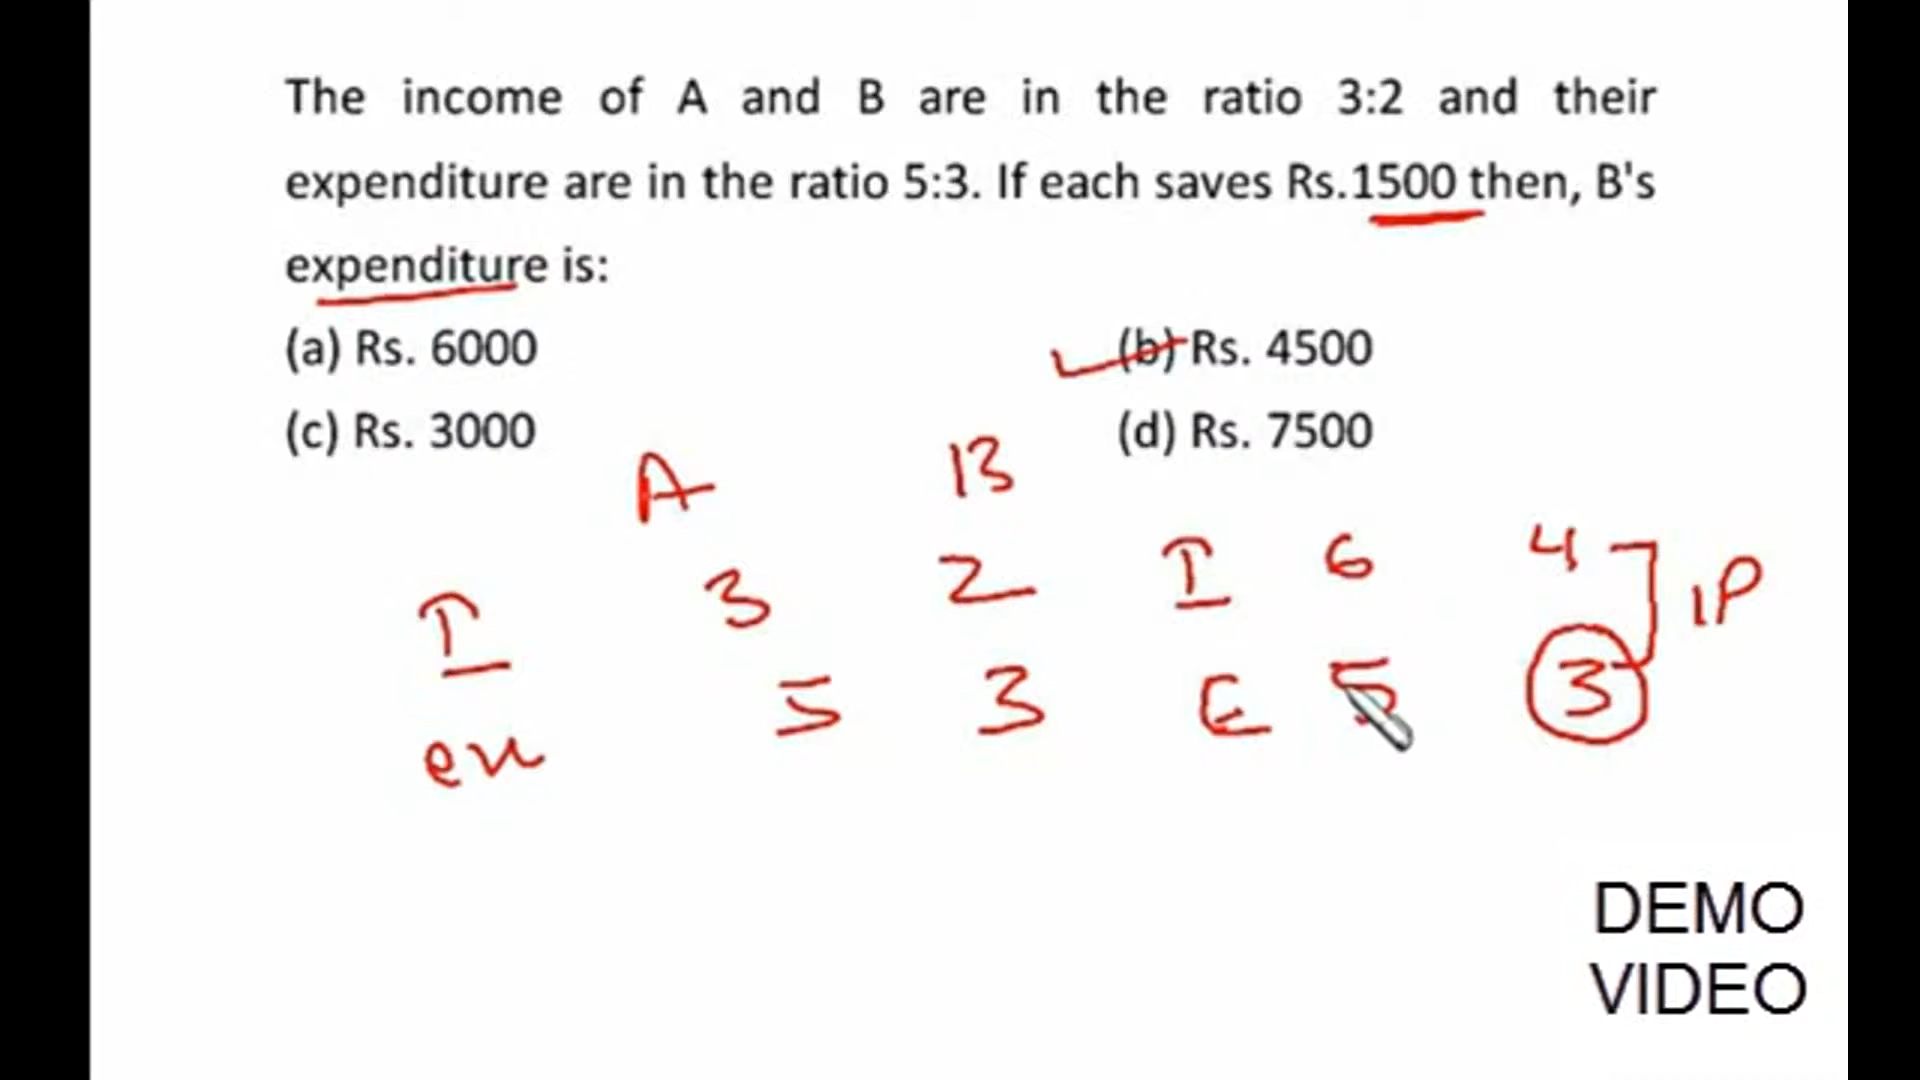 The income of A and B are in the ratio 3:2 and their
expenditure are in the ratio 5:3. If each saves Rs.1500 then, B's
expenditure is:
(a) Rs. 6000 (b) Rs. 4500
(c) Rs. 3000 (d) Rs. 7500
A B
I 3 2 I 6 4 1P
ex 5 3 E 5 3
DEMO
VIDEO